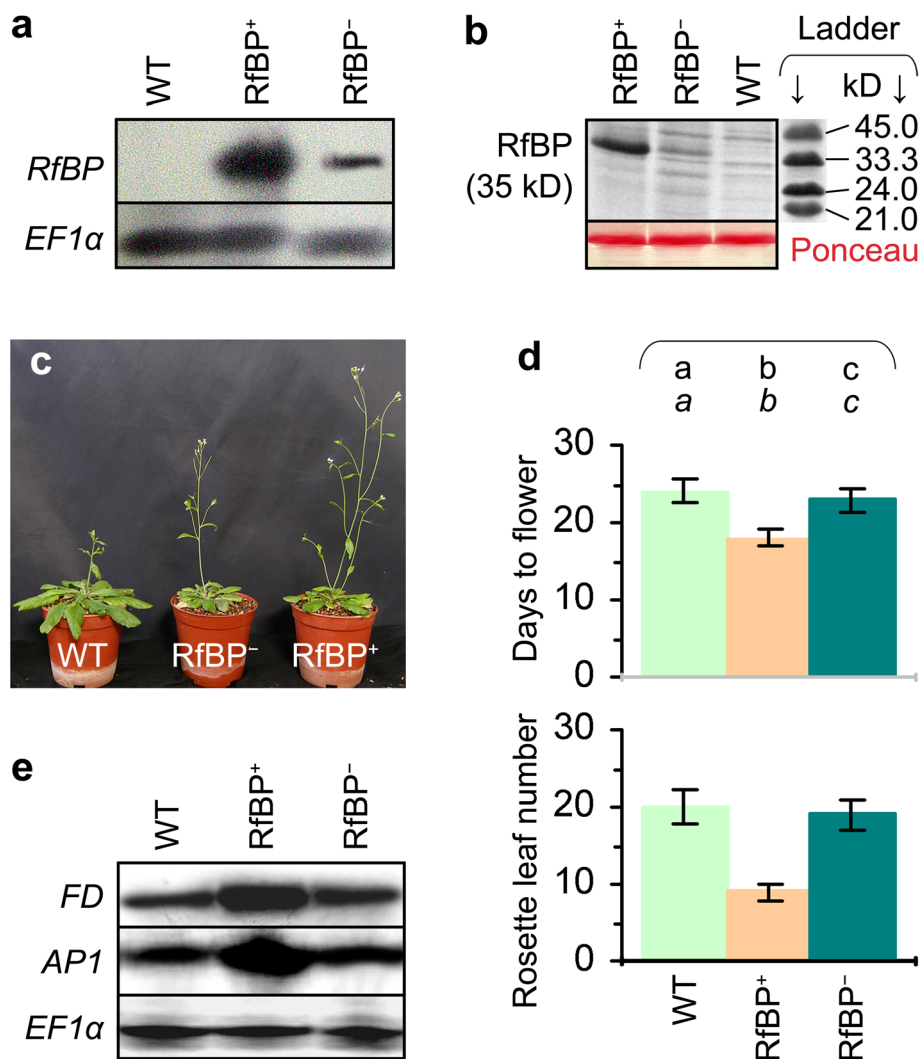 a
WT
RfBP⁺
RfBP⁻
RfBP
EF1α
b
RfBP⁺
RfBP⁻
WT
Ladder
↓ kD ↓
RfBP
(35 kD)
45.0
33.3
24.0
21.0
Ponceau
c
WT
RfBP⁻
RfBP⁺
d
a b c
a b c
Days to flower
30
20
10
0
Rosette leaf number
30
20
10
0
WT
RfBP⁺
RfBP⁻
e
WT
RfBP⁺
RfBP⁻
FD
AP1
EF1α